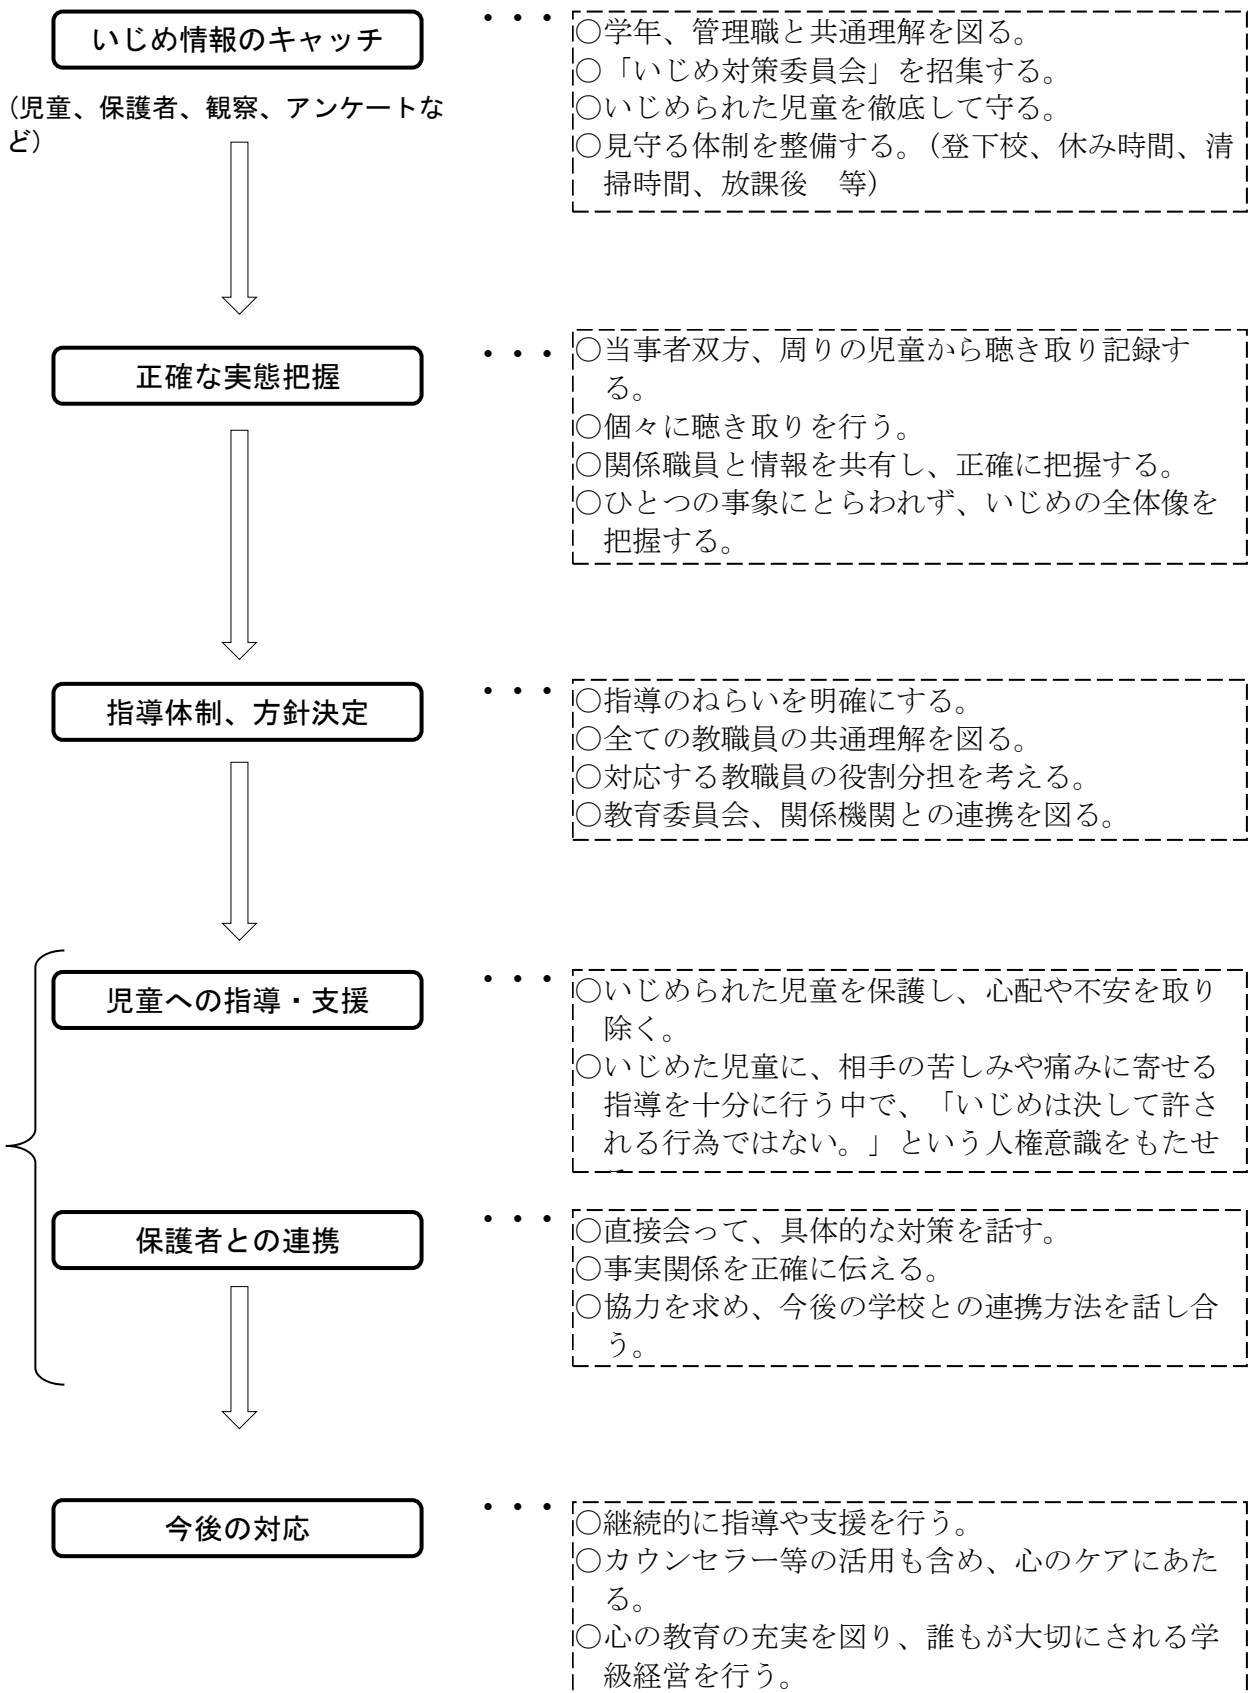 いじめ情報のキャッチ
(児童、保護者、観察、アンケートな
ど)
・・・
○学年、管理職と共通理解を図る。
○「いじめ対策委員会」を招集する。
○いじめられた児童を徹底して守る。
○見守る体制を整備する。(登下校、休み時間、清
掃時間、放課後　等)
正確な実態把握
・・・
○当事者双方、周りの児童から聴き取り記録す
る。
○個々に聴き取りを行う。
○関係職員と情報を共有し、正確に把握する。
○ひとつの事象にとらわれず、いじめの全体像を
把握する。
指導体制、方針決定
・・・
○指導のねらいを明確にする。
○全ての教職員の共通理解を図る。
○対応する教職員の役割分担を考える。
○教育委員会、関係機関との連携を図る。
児童への指導・支援
・・・
○いじめられた児童を保護し、心配や不安を取り
除く。
○いじめた児童に、相手の苦しみや痛みに寄せる
指導を十分に行う中で、「いじめは決して許さ
れる行為ではない。」という人権意識をもたせ
保護者との連携
・・・
○直接会って、具体的な対策を話す。
○事実関係を正確に伝える。
○協力を求め、今後の学校との連携方法を話し合
う。
今後の対応
・・・
○継続的に指導や支援を行う。
○カウンセラー等の活用も含め、心のケアにあた
る。
○心の教育の充実を図り、誰もが大切にされる学
級経営を行う。